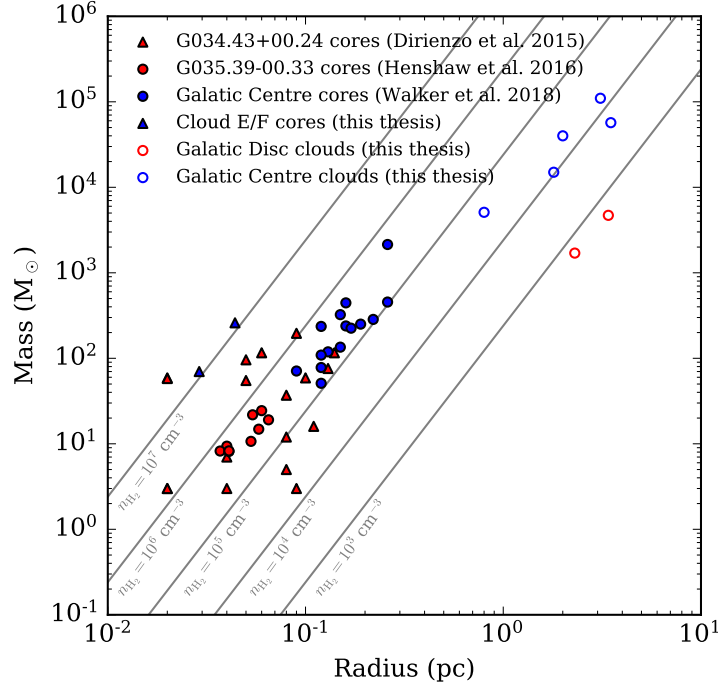 10^6
10^5
10^4
10^3
10^2
10^1
10^0
10^-1
Mass (M_⊙)
G034.43+00.24 cores (Dirienzo et al. 2015)
G035.39-00.33 cores (Henshaw et al. 2016)
Galatic Centre cores (Walker et al. 2018)
Cloud E/F cores (this thesis)
Galatic Disc clouds (this thesis)
Galatic Centre clouds (this thesis)
n_H₂ = 10^7 cm^-3
n_H₂ = 10^6 cm^-3
n_H₂ = 10^5 cm^-3
n_H₂ = 10^4 cm^-3
n_H₂ = 10^3 cm^-3
10^-2
10^-1
10^0
10^1
Radius (pc)